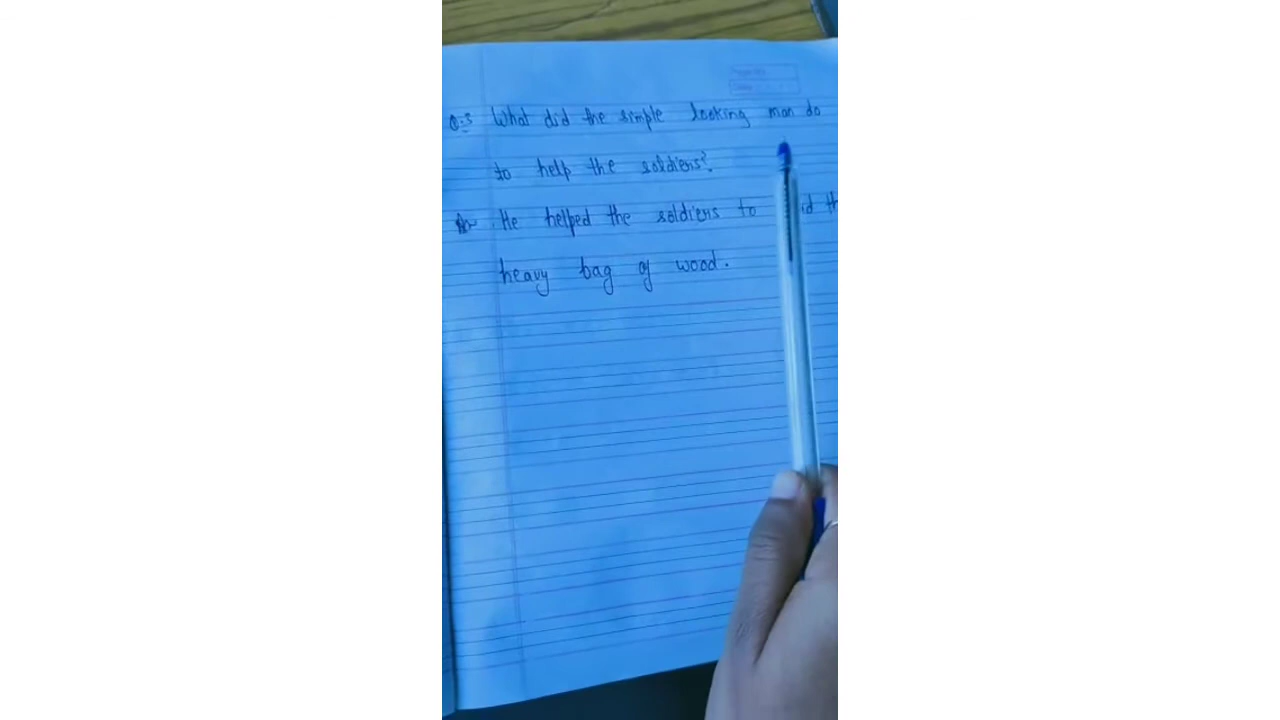 Q.3 What did the simple looking man do
to help the soldiers?
He helped the soldiers to
heavy bag of wood.